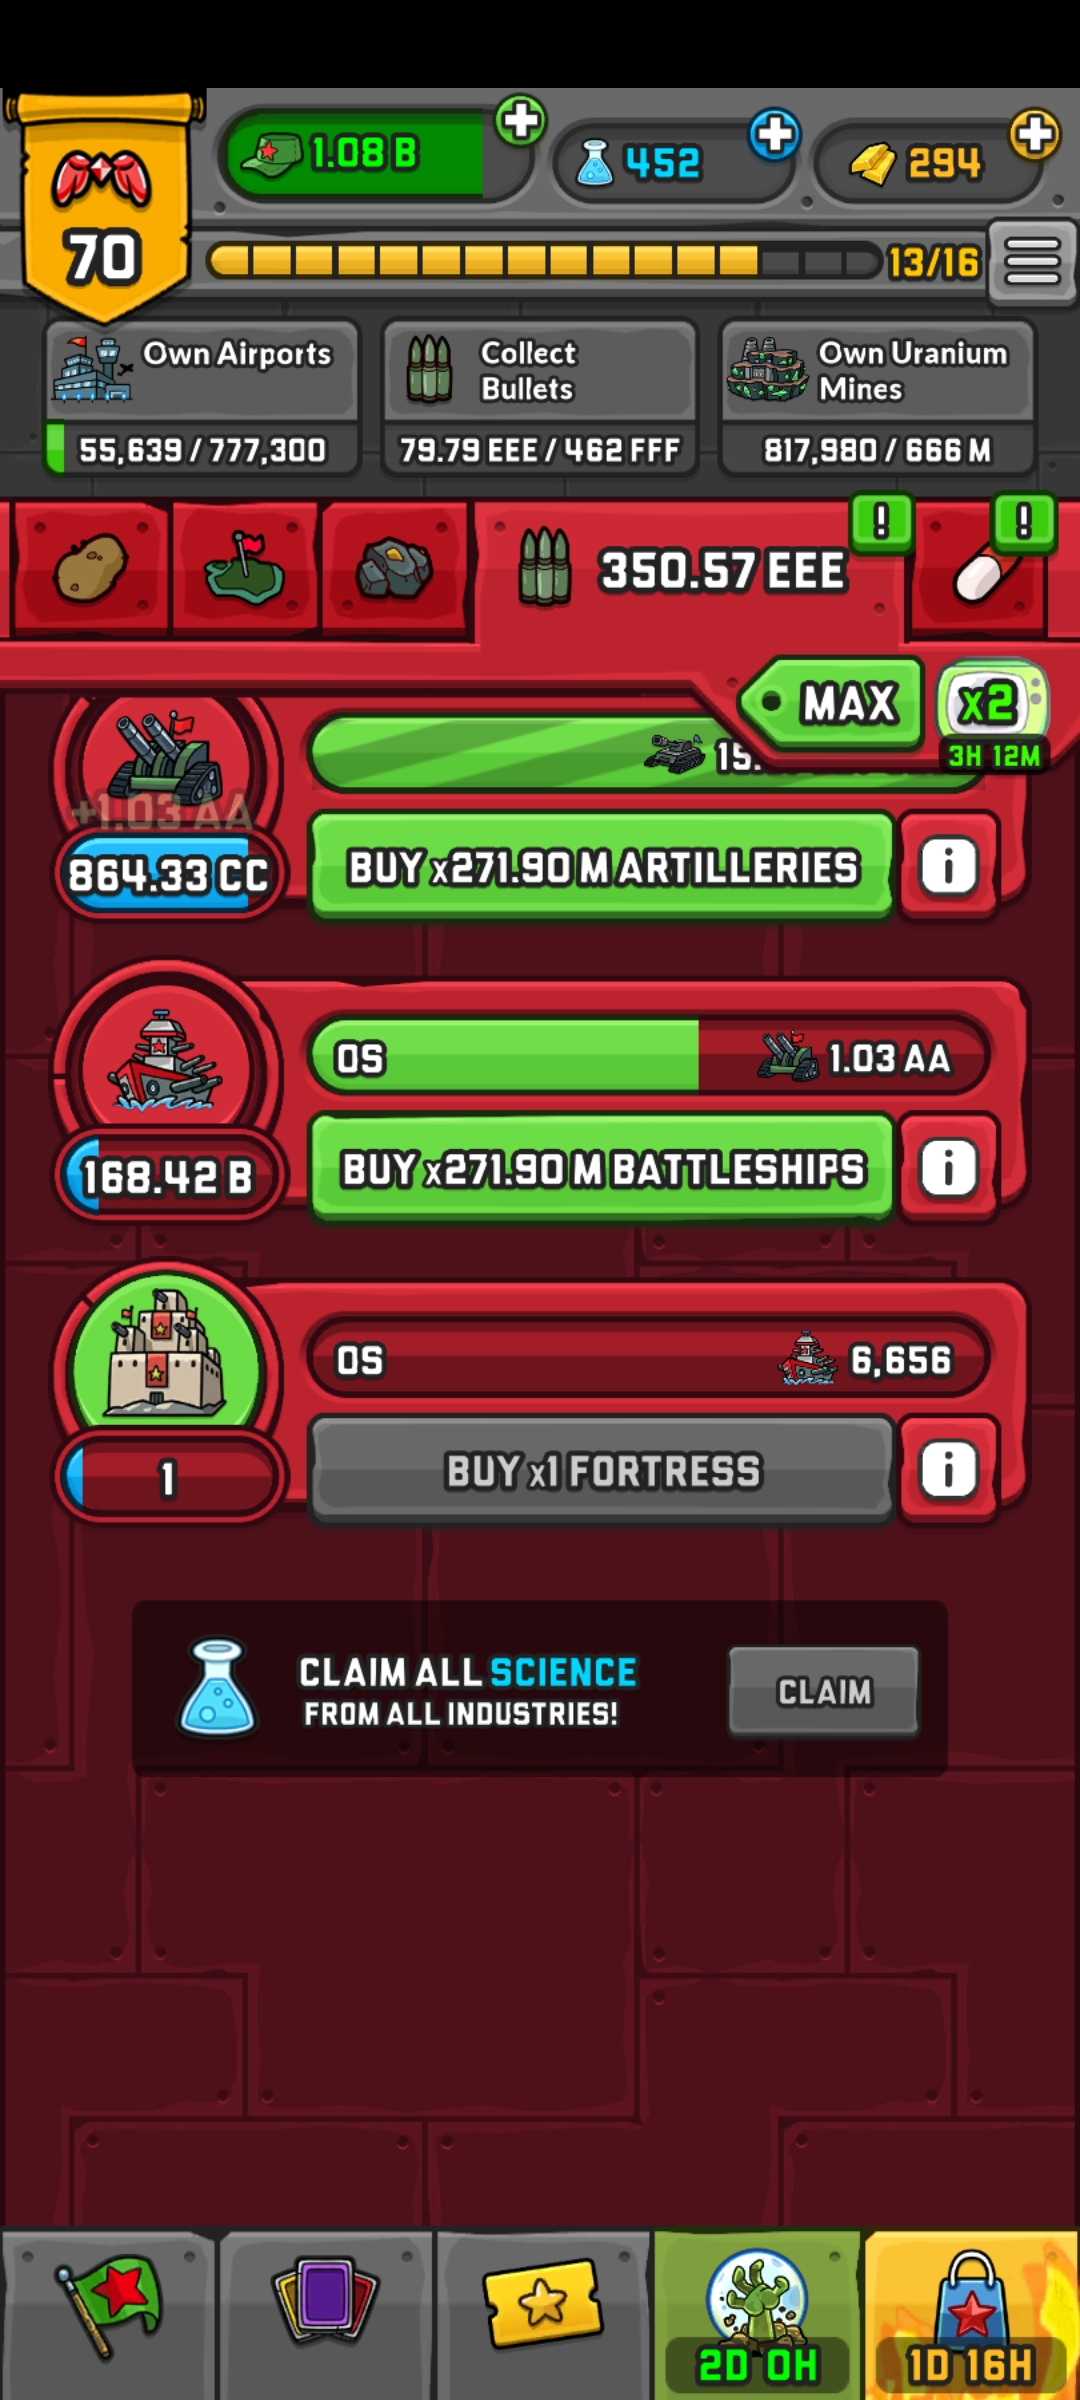 1.08 B
452
294
70
13/16
Own Airports
55,639 / 777,300
Collect
Bullets
79.79 EEE / 462 FFF
Own Uranium
Mines
817,980 / 666 M
!
!
350.57 EEE
MAX
x2
3H 12M
15.
+1.03 AA
864.33 CC
BUY x271.90 M ARTILLERIES
i
0S
1.03 AA
168.42 B
BUY x271.90 M BATTLESHIPS
i
0S
6,656
1
BUY x1 FORTRESS
i
CLAIM ALL SCIENCE
FROM ALL INDUSTRIES!
CLAIM
2D 0H
1D 16H